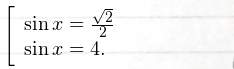 sin x = √2/2
sin x = 4.